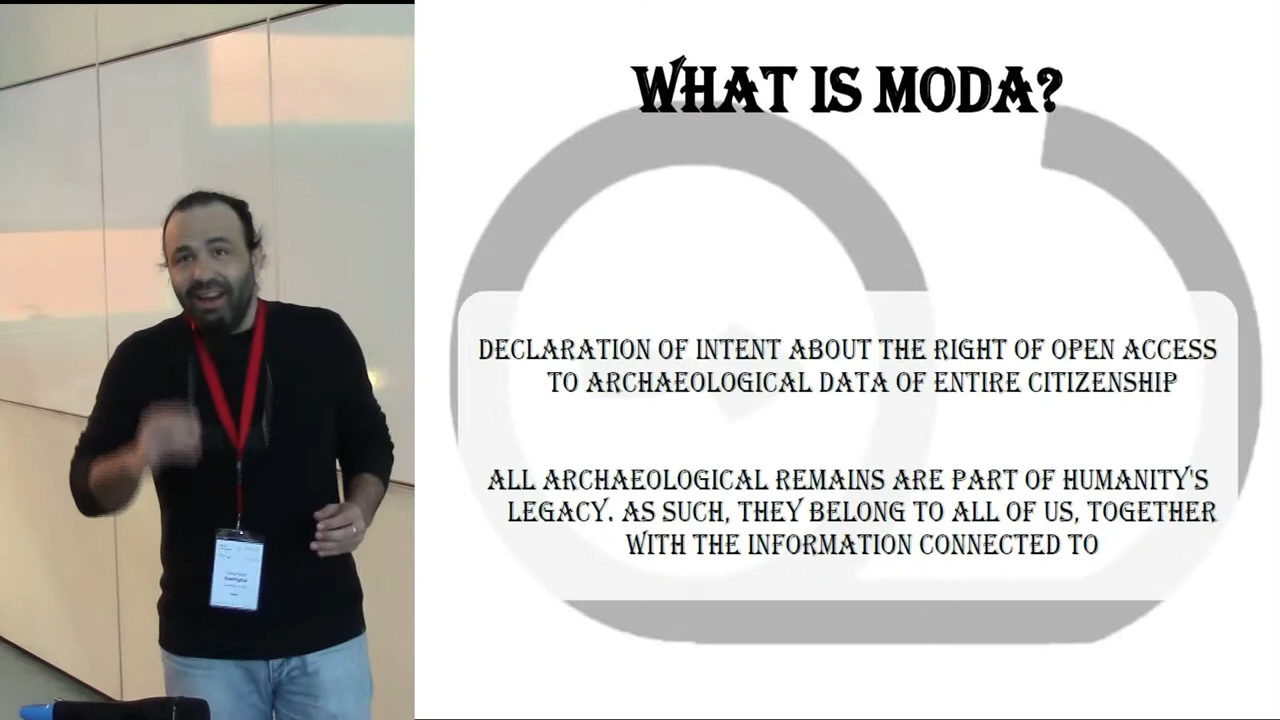 WHAT IS MODA?
DECLARATION OF INTENT ABOUT THE RIGHT OF OPEN ACCESS
TO ARCHAEOLOGICAL DATA OF ENTIRE CITIZENSHIP
ALL ARCHAEOLOGICAL REMAINS ARE PART OF HUMANITY'S
LEGACY. AS SUCH, THEY BELONG TO ALL OF US, TOGETHER
WITH THE INFORMATION CONNECTED TO